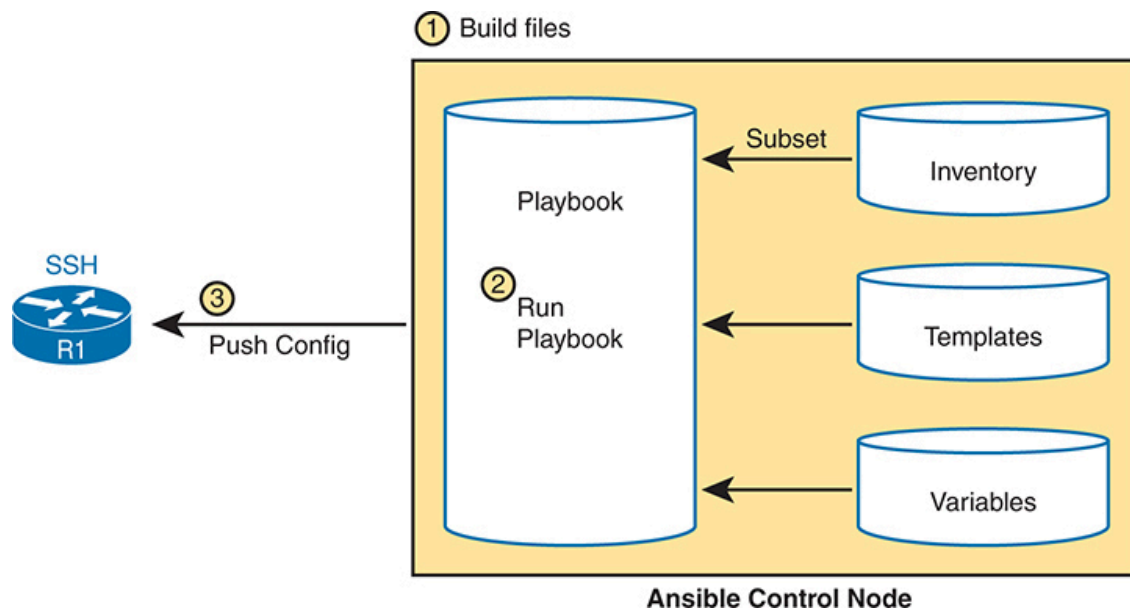 1 Build files
Subset
Inventory
Playbook
SSH
2
Run
Playbook
3
Push Config
R1
Templates
Variables
Ansible Control Node